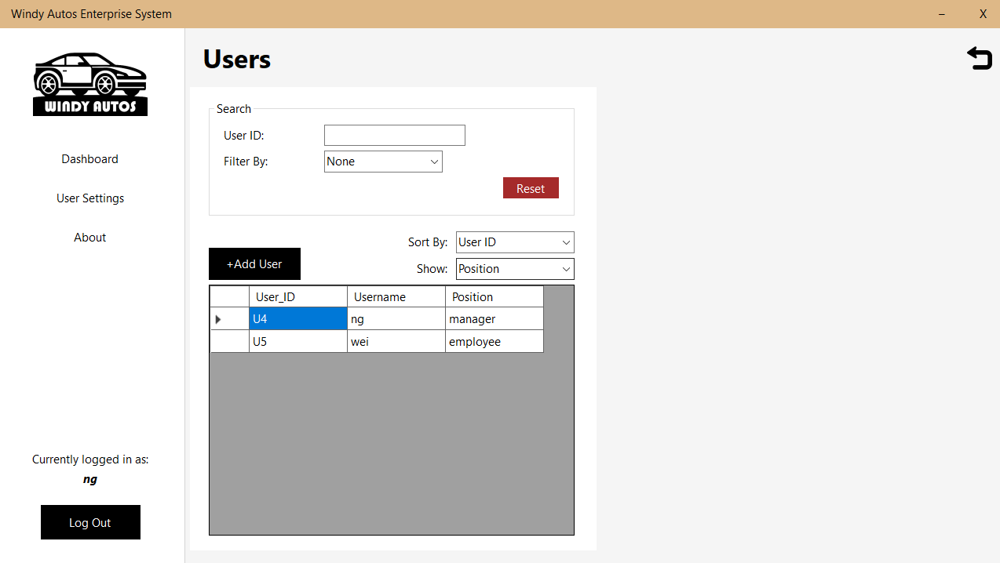 Windy Autos Enterprise System
– X
WINDY AUTOS
Dashboard
User Settings
About
Currently logged in as:
ng
Log Out
Users
Search
User ID:
Filter By: None
Reset
Sort By: User ID
+Add User
Show: Position
User_ID Username Position
U4 ng manager
U5 wei employee